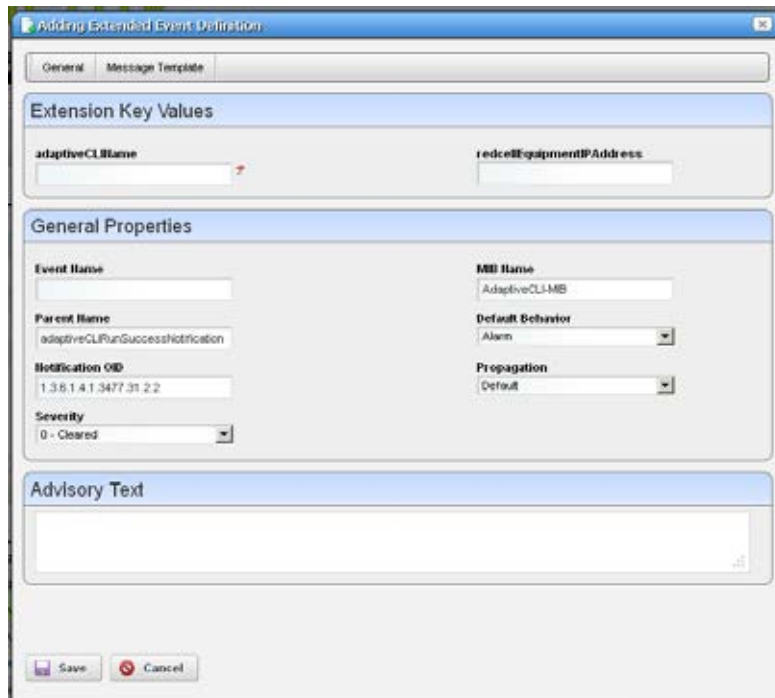 Adding Extended Event Definition
General Message Template
Extension Key Values
adaptiveCLIName redcellEquipmentIPAddress
?
General Properties
Event Name MIB Name
AdaptiveCLI-MIB
Parent Name Default Behavior
adaptiveCLIRunSuccessNotification Alarm
Notification OID Propagation
1.3.6.1.4.1.3477.31.2.2 Default
Severity
0 - Cleared
Advisory Text
Save Cancel